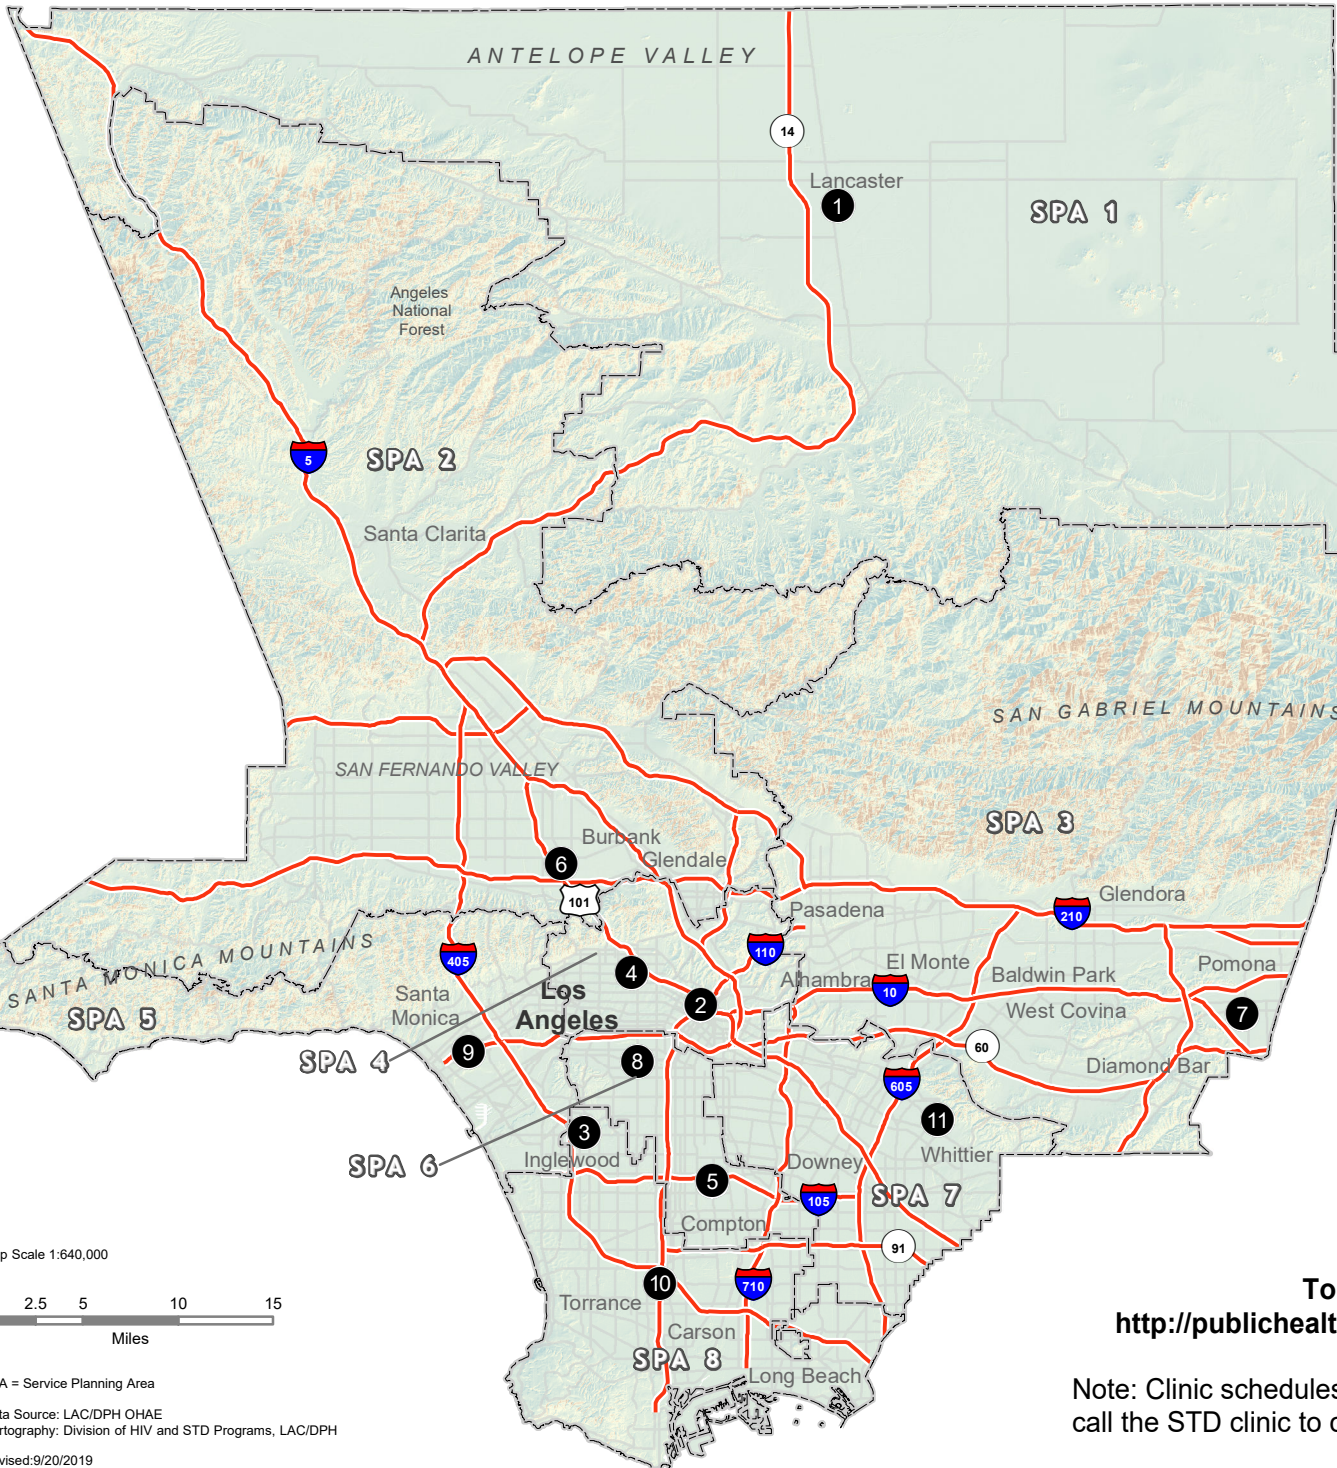 ANTELOPE VALLEY
14
Lancaster
1
SPA 1
Angeles
National
Forest
5
SPA 2
Santa Clarita
SAN GABRIEL MOUNTAINS
SAN FERNANDO VALLEY
SPA 3
Burbank
6
Glendale
101
Glendora
210
Pasadena
110
405
SANTA MONICA MOUNTAINS
4
El Monte
Alhambra
10
Baldwin Park
Pomona
Santa
Monica
Los
Angeles
2
West Covina
7
SPA 5
SPA 4
9
8
60
Diamond Bar
605
11
3
Whittier
SPA 6
Inglewood
5
Downey
105
SPA 7
Compton
91
10
710
Torrance
Carson
SPA 8
Long Beach
p Scale 1:640,000
2.5 5 10 15
Miles
A = Service Planning Area
ta Source: LAC/DPH OHAE
rtography: Division of HIV and STD Programs, LAC/DPH
vised:9/20/2019
To
http://publichealt
Note: Clinic schedules
call the STD clinic to